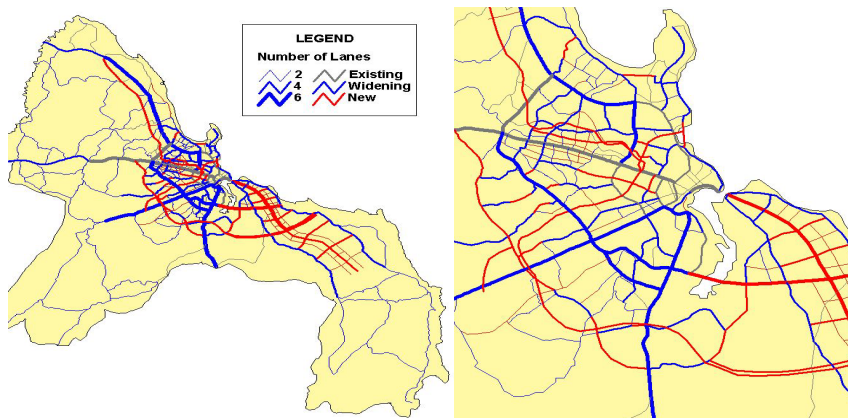 LEGEND
Number of Lanes
2 Existing
4 Widening
6 New